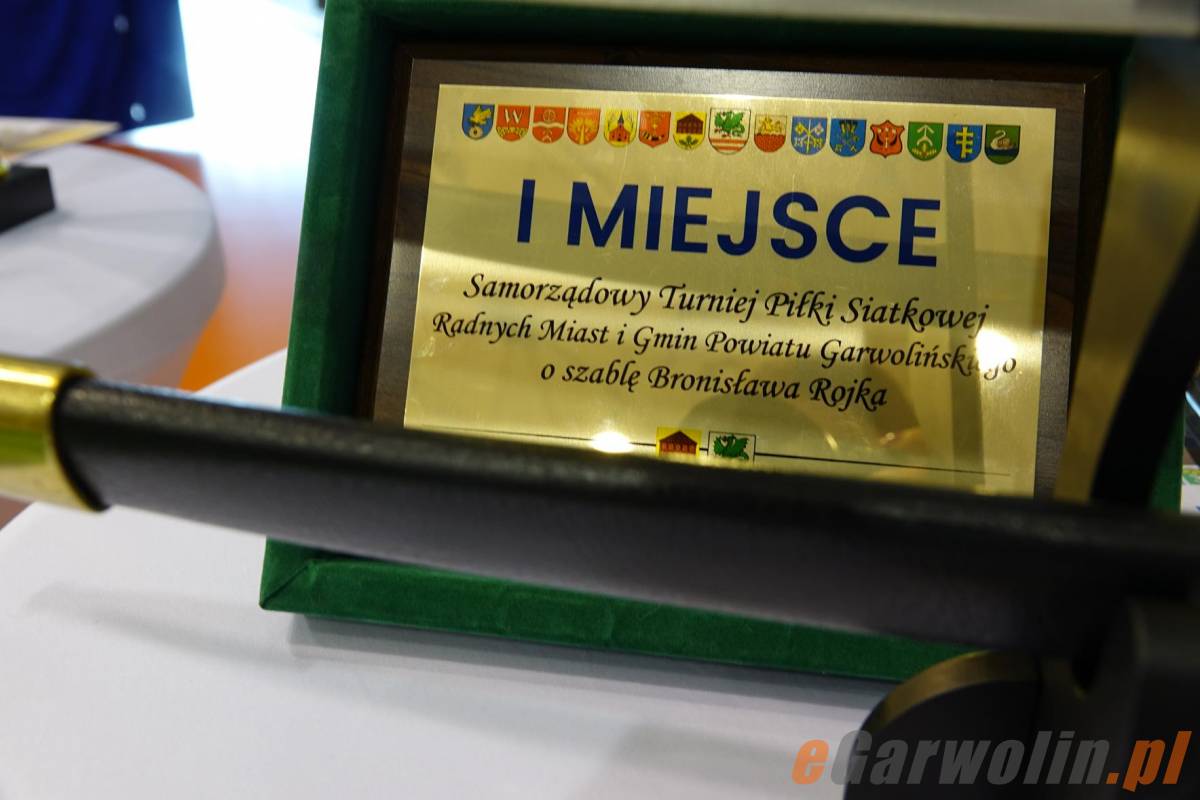 I MIEJSCE
Samorządowy Turniej Piłki Siatkowej
Radnych Miast i Gmin Powiatu Garwolińskiego
o szablę Bronisława Rojka
eGarwolin.pl